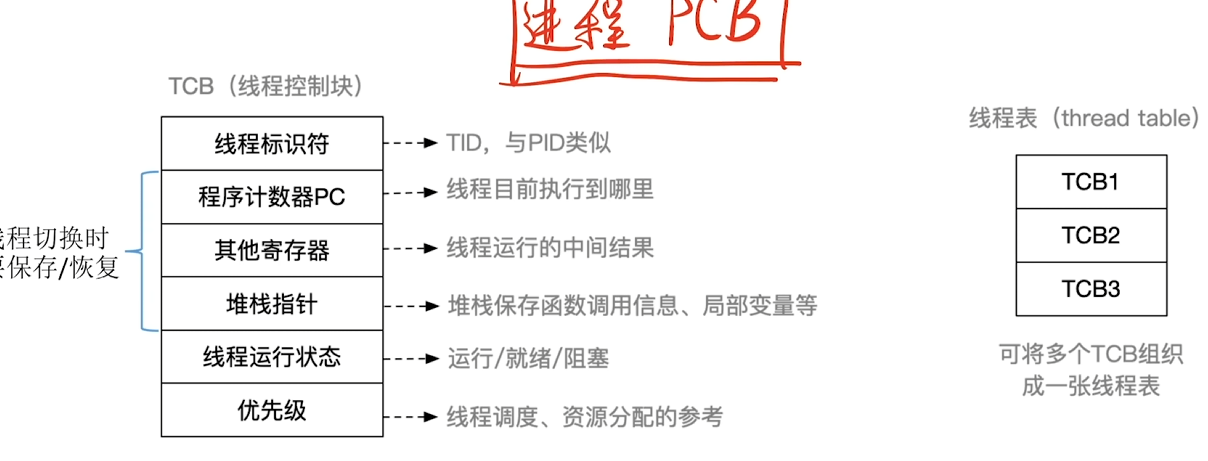 进程 PCB
TCB（线程控制块）
线程标识符
TID，与PID类似
程序计数器PC
线程目前执行到哪里
其他寄存器
线程运行的中间结果
堆栈指针
堆栈保存函数调用信息、局部变量等
线程运行状态
运行/就绪/阻塞
优先级
线程调度、资源分配的参考
程切换时
保存/恢复
线程表（thread table）
TCB1
TCB2
TCB3
可将多个TCB组织
成一张线程表